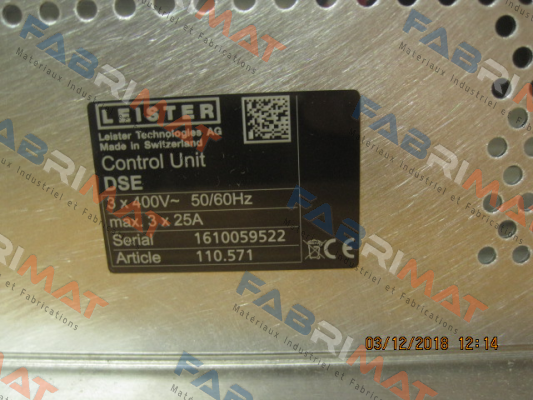 LEISTER
Leister Technologies AG
Made in Switzerland
Control Unit
DSE
3 x 400V~ 50/60Hz
max. 3 x 25A
Serial 1610059522
Article 110.571
CE
03/12/2018 12:14
FABRIMAT
Materiaux Industriel et Fabrications